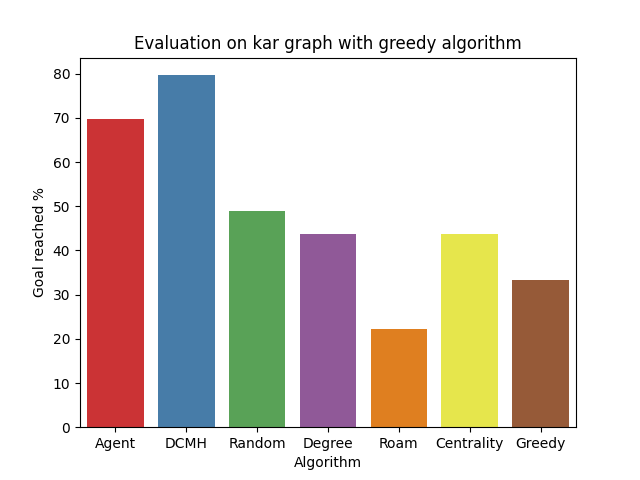 Evaluation on kar graph with greedy algorithm
80
70
60
50
40
30
20
10
0
Goal reached %
Agent DCMH Random Degree Roam Centrality Greedy
Algorithm